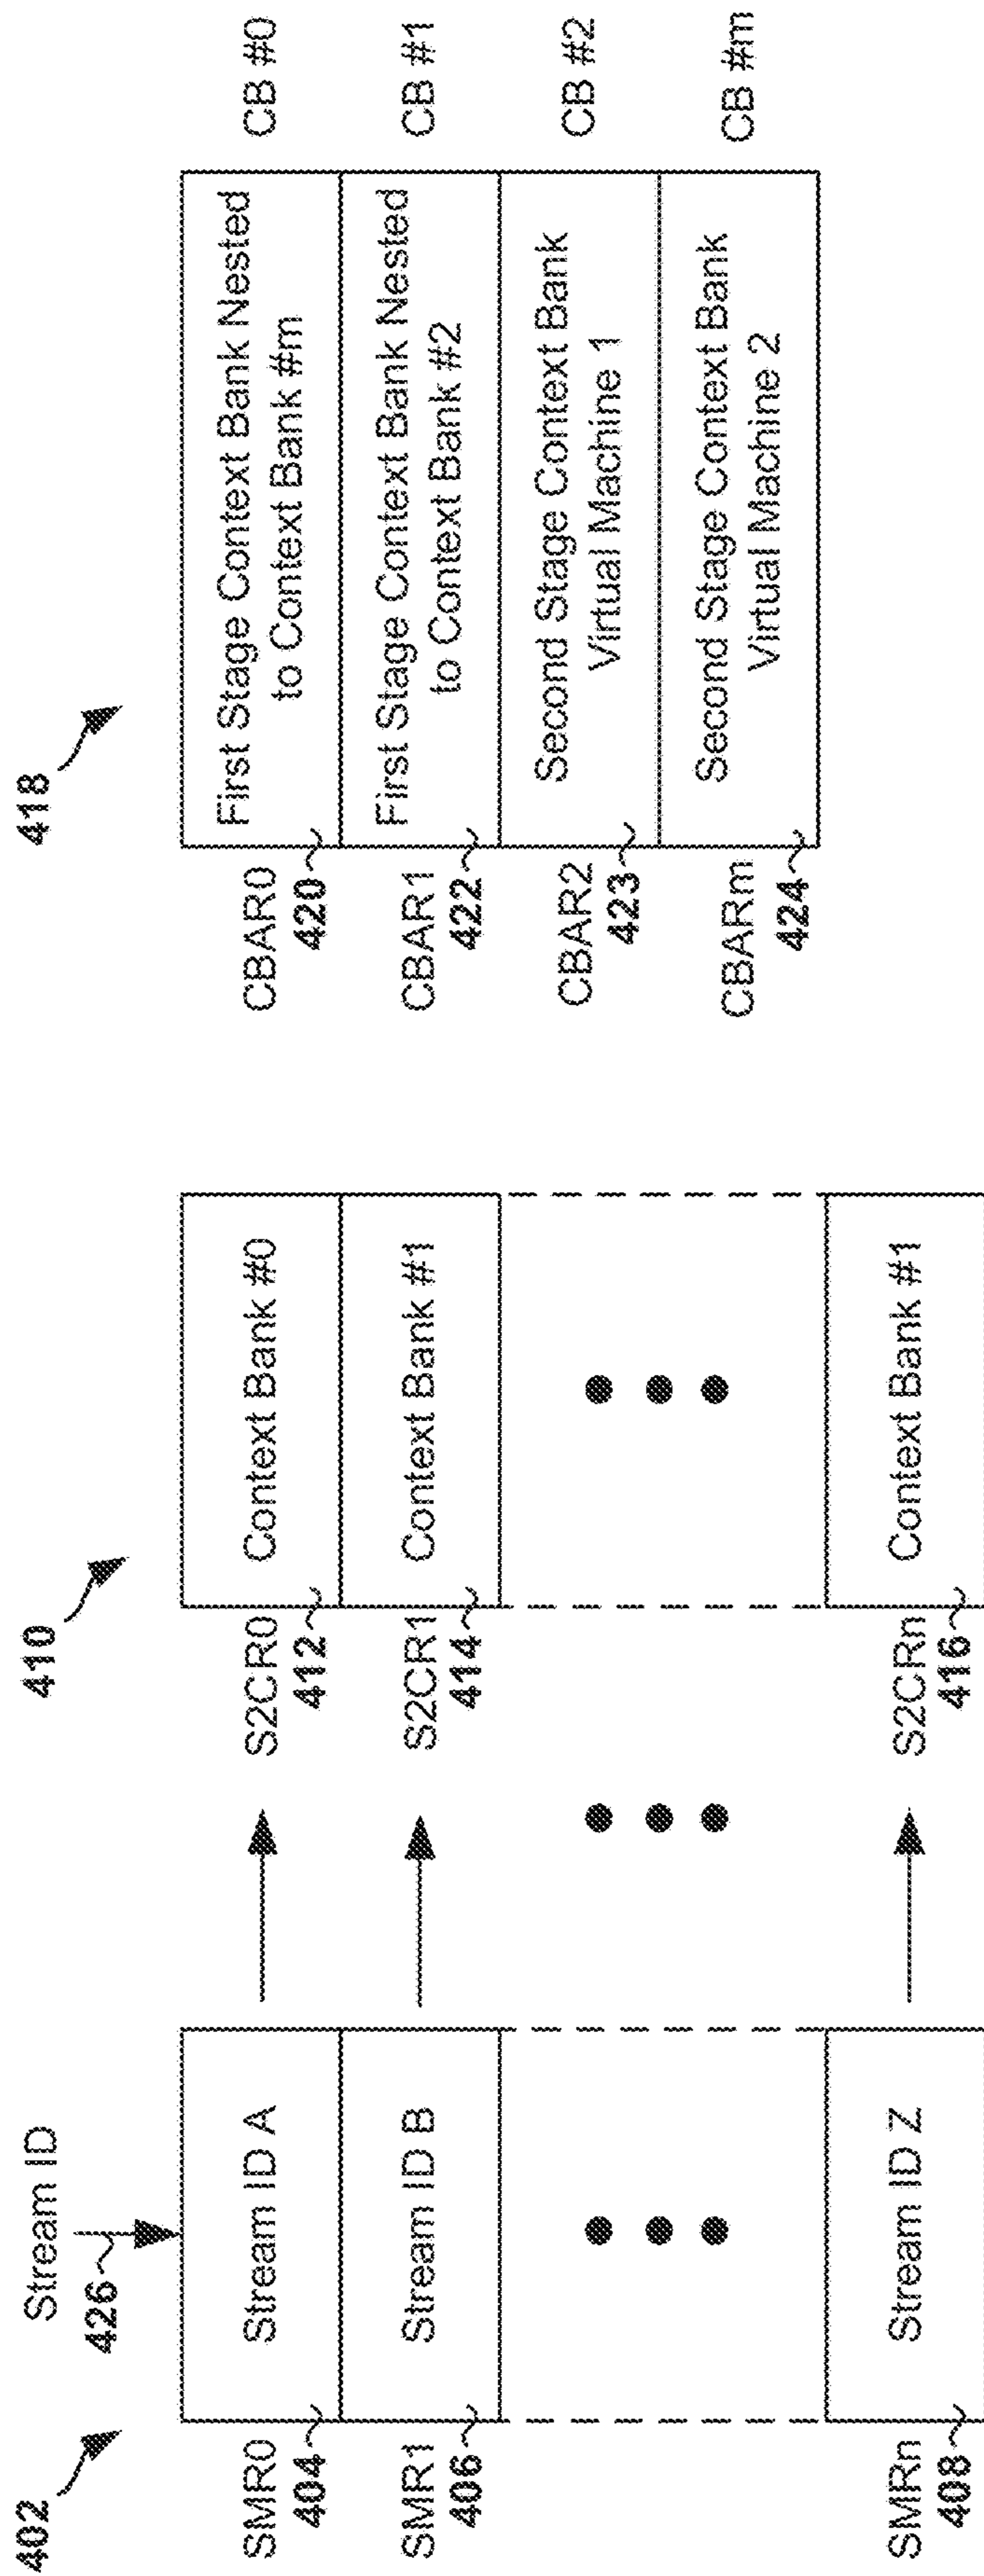 402
Stream ID
426
SMR0
404
Stream ID A
SMR1
406
Stream ID B
SMRn
408
Stream ID Z
410
S2CR0
412
Context Bank #0
S2CR1
414
Context Bank #1
S2CRn
416
Context Bank #1
418
CBAR0
420
First Stage Context Bank Nested
to Context Bank #m
CB #0
CBAR1
422
First Stage Context Bank Nested
to Context Bank #2
CB #1
CBAR2
423
Second Stage Context Bank
Virtual Machine 1
CB #2
CBARm
424
Second Stage Context Bank
Virtual Machine 2
CB #m